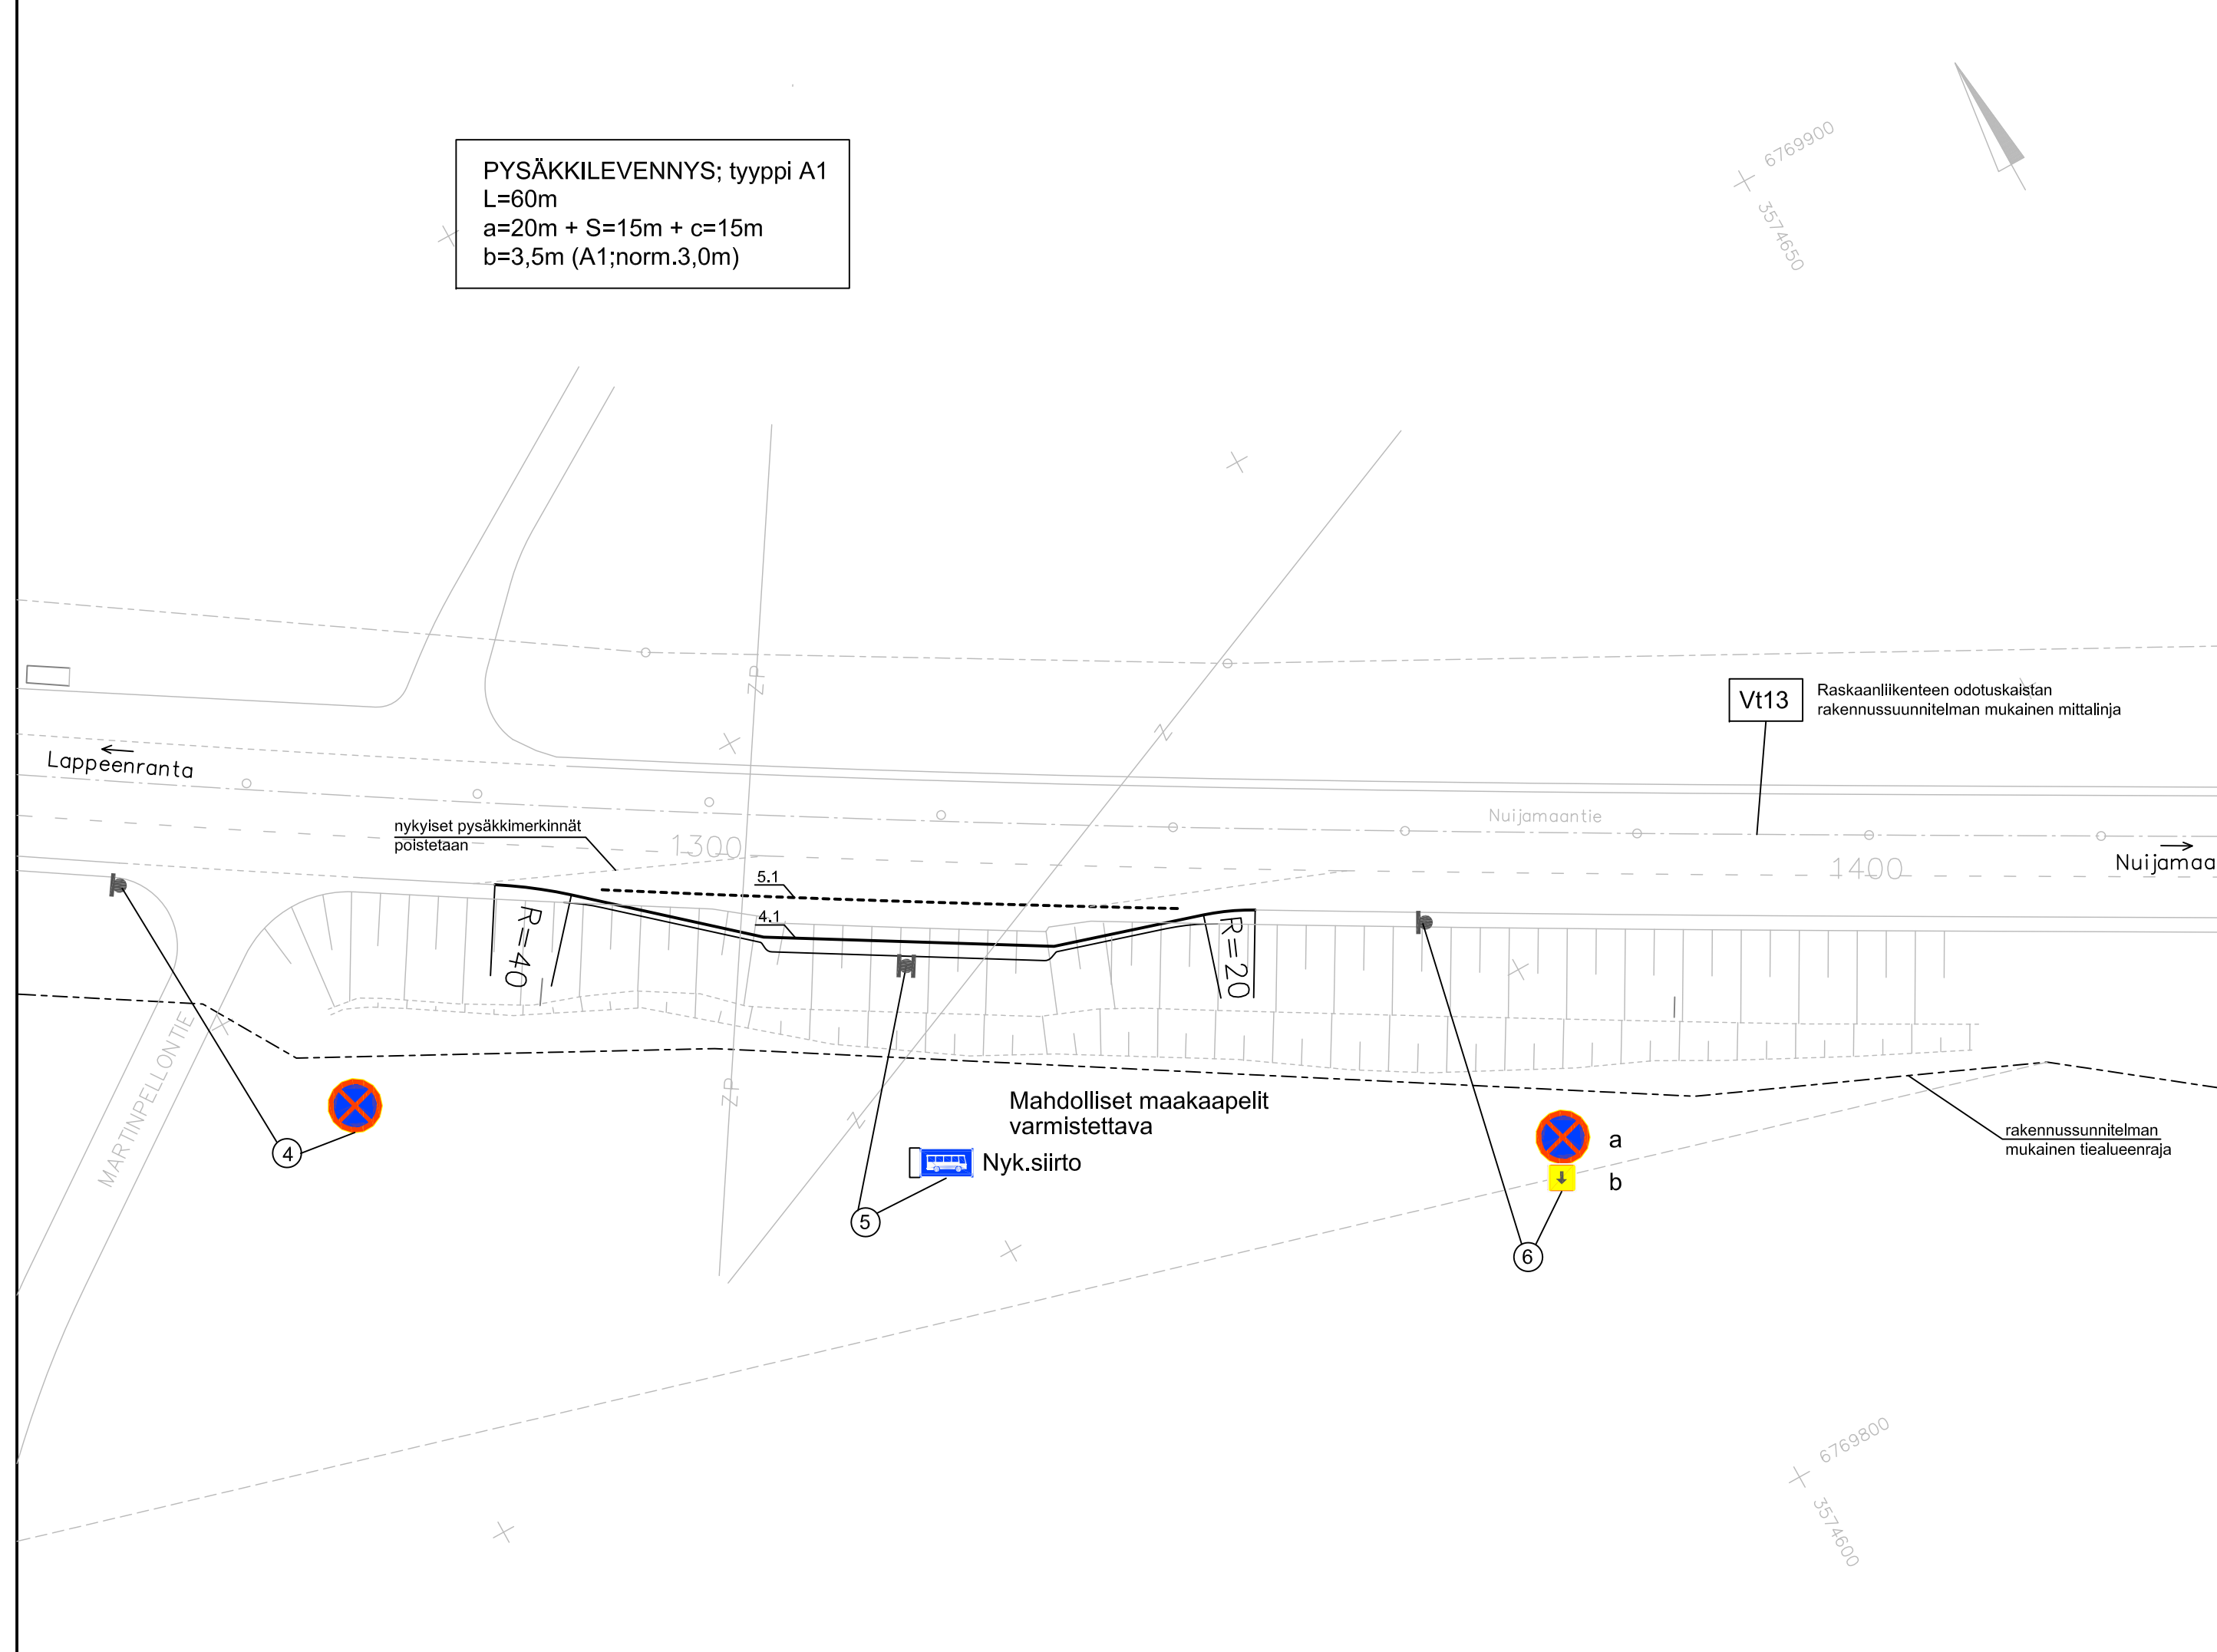 PYSÄKKILEVENNYS; tyyppi A1
L=60m
a=20m + S=15m + c=15m
b=3,5m (A1;norm.3,0m)
6769900
3574650
ZP
Z
Vt13
Raskaanliikenteen odotuskaistan
rakennussuunnitelman mukainen mittalinja
Lappeenranta
Nuijamaantie
nykyiset pysäkkimerkinnät
poistetaan
1300
1400
Nuijamaa
5.1
4.1
R=40
R=20
MARTINPELLONTIE
ZP
Z
Mahdolliset maakaapelit
varmistettava
Nyk.siirto
a
b
rakennussunnitelman
mukainen tiealueenraja
4
5
6
6769800
3574600